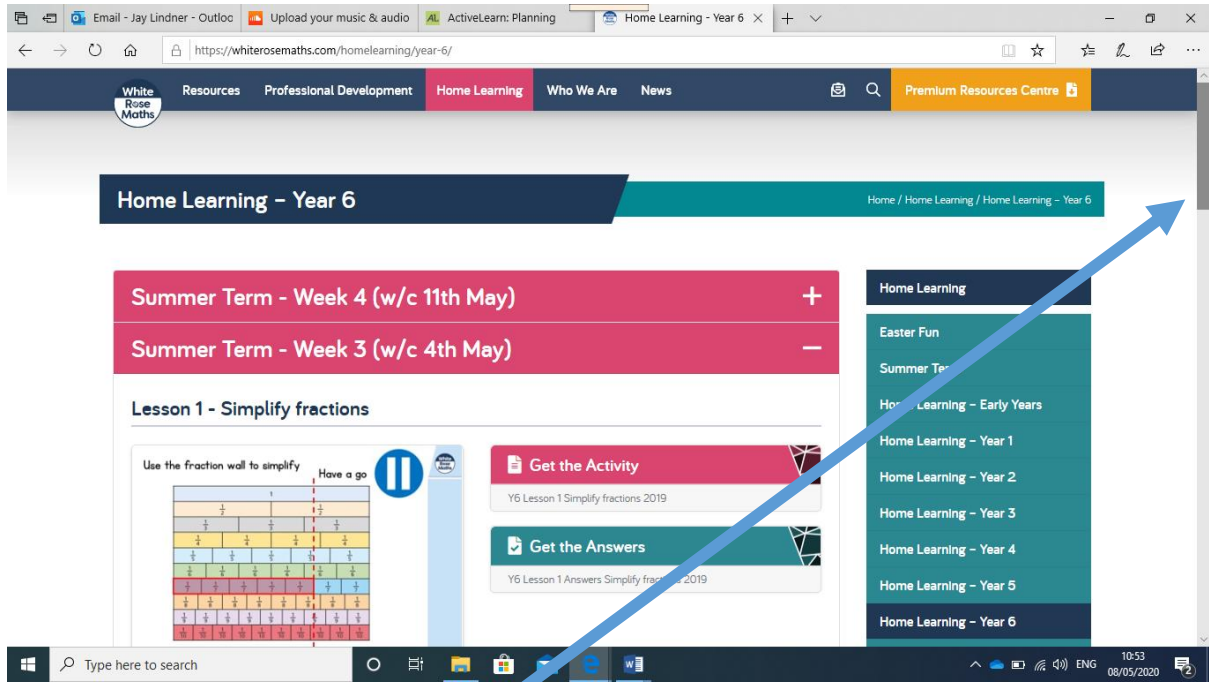 Email - Jay Lindner - Outloo
Upload your music & audio
AL ActiveLearn: Planning
Home Learning - Year 6
https://whiterosemaths.com/homelearning/year-6/
White Rose Maths
Resources
Professional Development
Home Learning
Who We Are
News
Premium Resources Centre
Home Learning – Year 6
Home / Home Learning / Home Learning – Year 6
Summer Term - Week 4 (w/c 11th May)
+
Summer Term - Week 3 (w/c 4th May)
–
Lesson 1 - Simplify fractions
Use the fraction wall to simplify
Have a go
1
Get the Activity
Y6 Lesson 1 Simplify fractions 2019
Get the Answers
Y6 Lesson 1 Answers Simplify 2019
Home Learning
Easter Fun
Summer
Learning – Early Years
Home Learning – Year 1
Home Learning – Year 2
Home Learning – Year 3
Home Learning – Year 4
Home Learning – Year 5
Home Learning – Year 6
Type here to search
ENG
10:53
08/05/2020
2